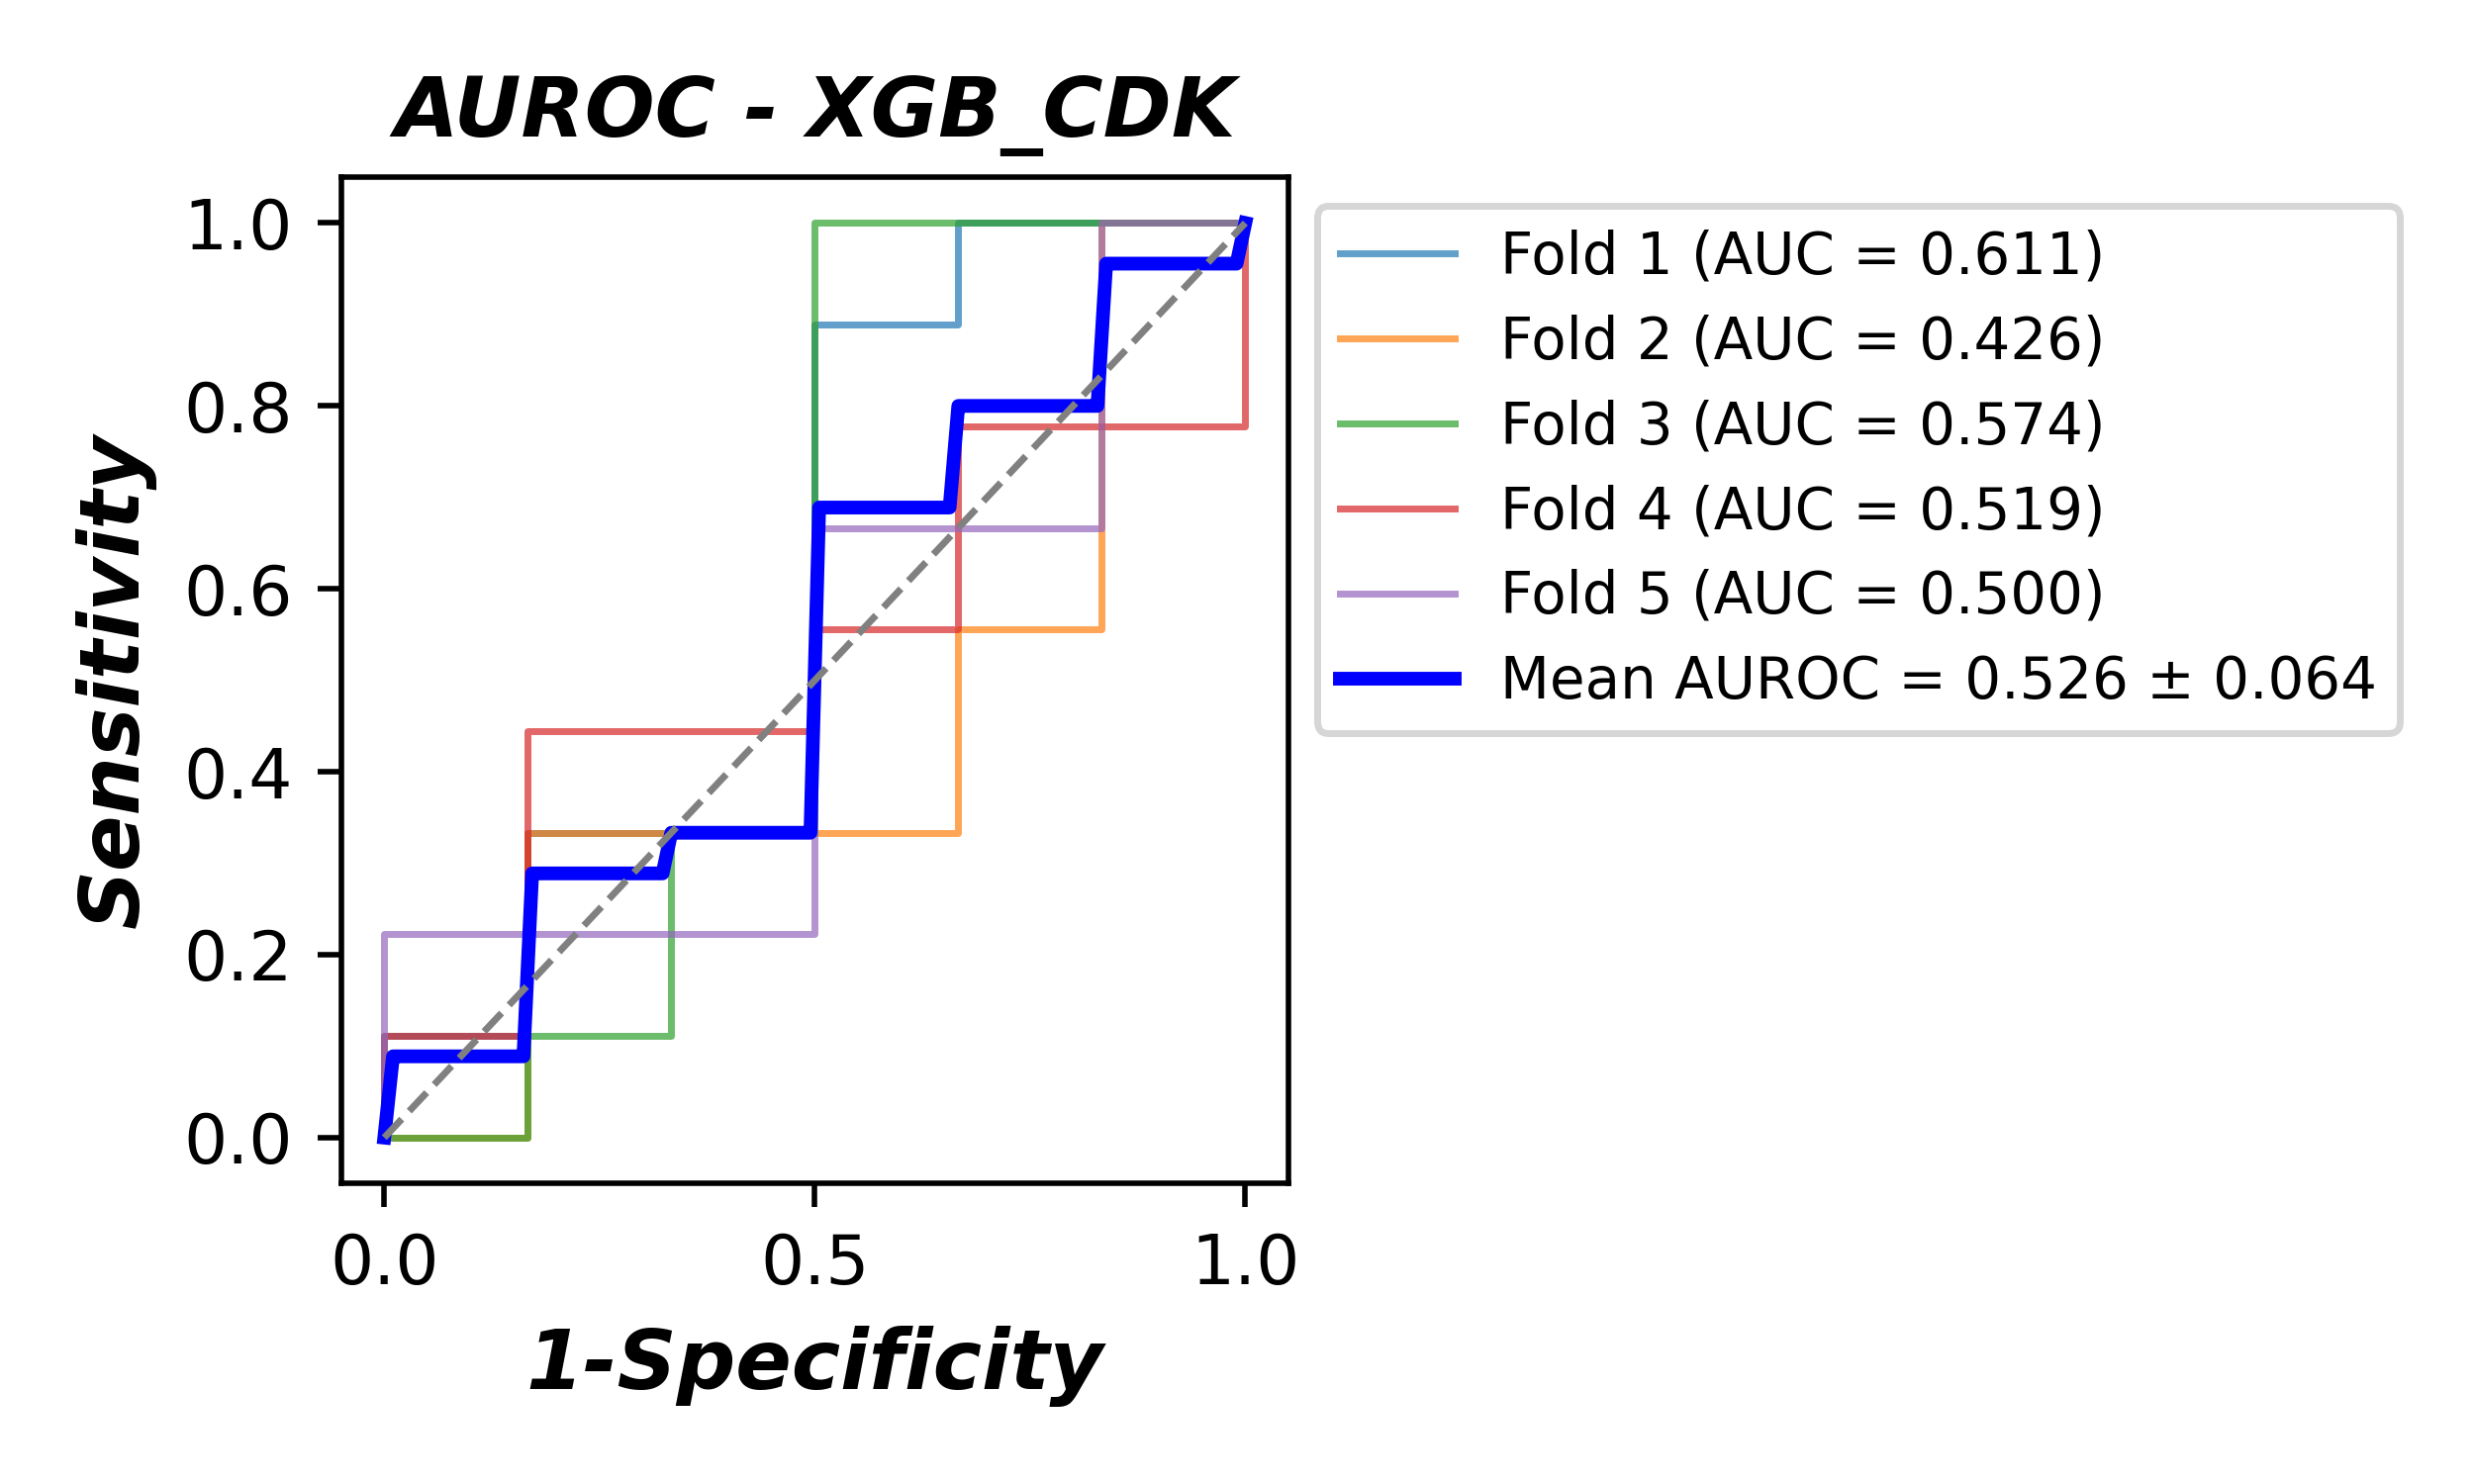 AUROC - XGB_CDK
Sensitivity
1.0
0.8
0.6
0.4
0.2
0.0
0.0
0.5
1.0
1-Specificity
Fold 1 (AUC = 0.611)
Fold 2 (AUC = 0.426)
Fold 3 (AUC = 0.574)
Fold 4 (AUC = 0.519)
Fold 5 (AUC = 0.500)
Mean AUROC = 0.526 ± 0.064